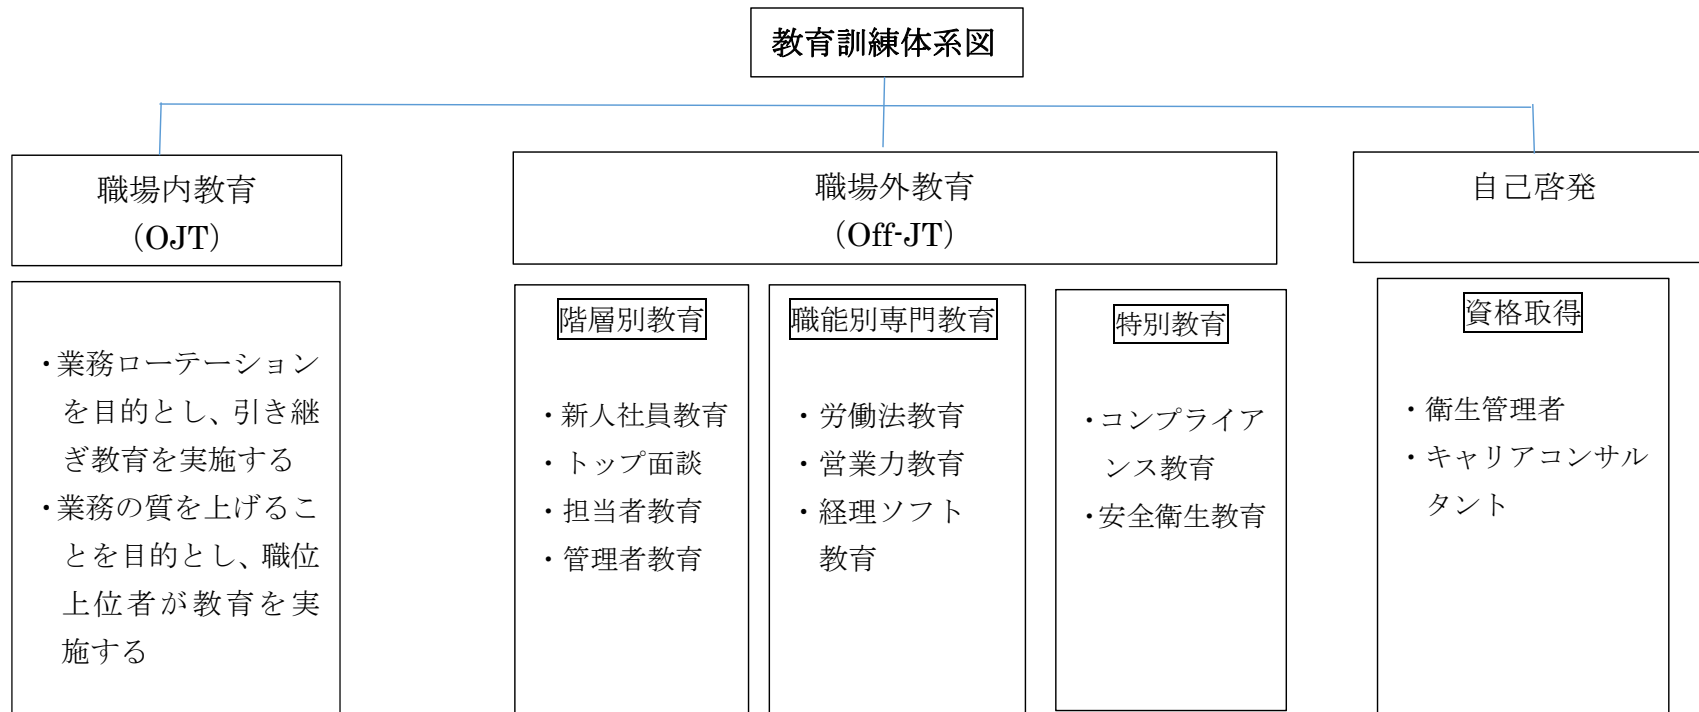 教育訓練体系図
職場内教育
（OJT）
・業務ローテーション
を目的とし、引き継
ぎ教育を実施する
・業務の質を上げるこ
とを目的とし、職位
上位者が教育を実
施する
職場外教育
（Off-JT）
階層別教育
・新人社員教育
・トップ面談
・担当者教育
・管理者教育
職能別専門教育
・労働法教育
・営業力教育
・経理ソフト
教育
特別教育
・コンプライア
ンス教育
・安全衛生教育
自己啓発
資格取得
・衛生管理者
・キャリアコンサル
タント